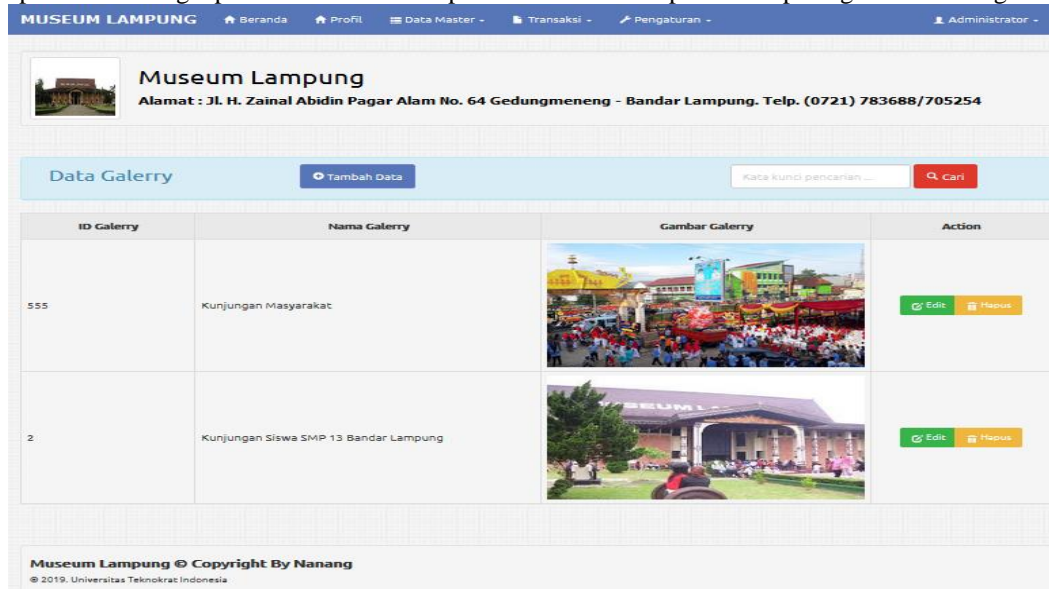 MUSEUM LAMPUNG Beranda Profil Data Master Transaksi Pengaturan Administrator
Museum Lampung
Alamat : Jl. H. Zainal Abidin Pagar Alam No. 64 Gedungmeneng - Bandar Lampung. Telp. (0721) 783688/705254
Data Galerry Tambah Data Kata kunci pencarian ... Cari
ID Galerry Nama Galerry Gambar Galerry Action
555 Kunjungan Masyarakat Edit Hapus
MUSEUM
2 Kunjungan Siswa SMP 13 Bandar Lampung Edit Hapus
Museum Lampung © Copyright By Nanang
© 2019. Universitas Teknokrat Indonesia